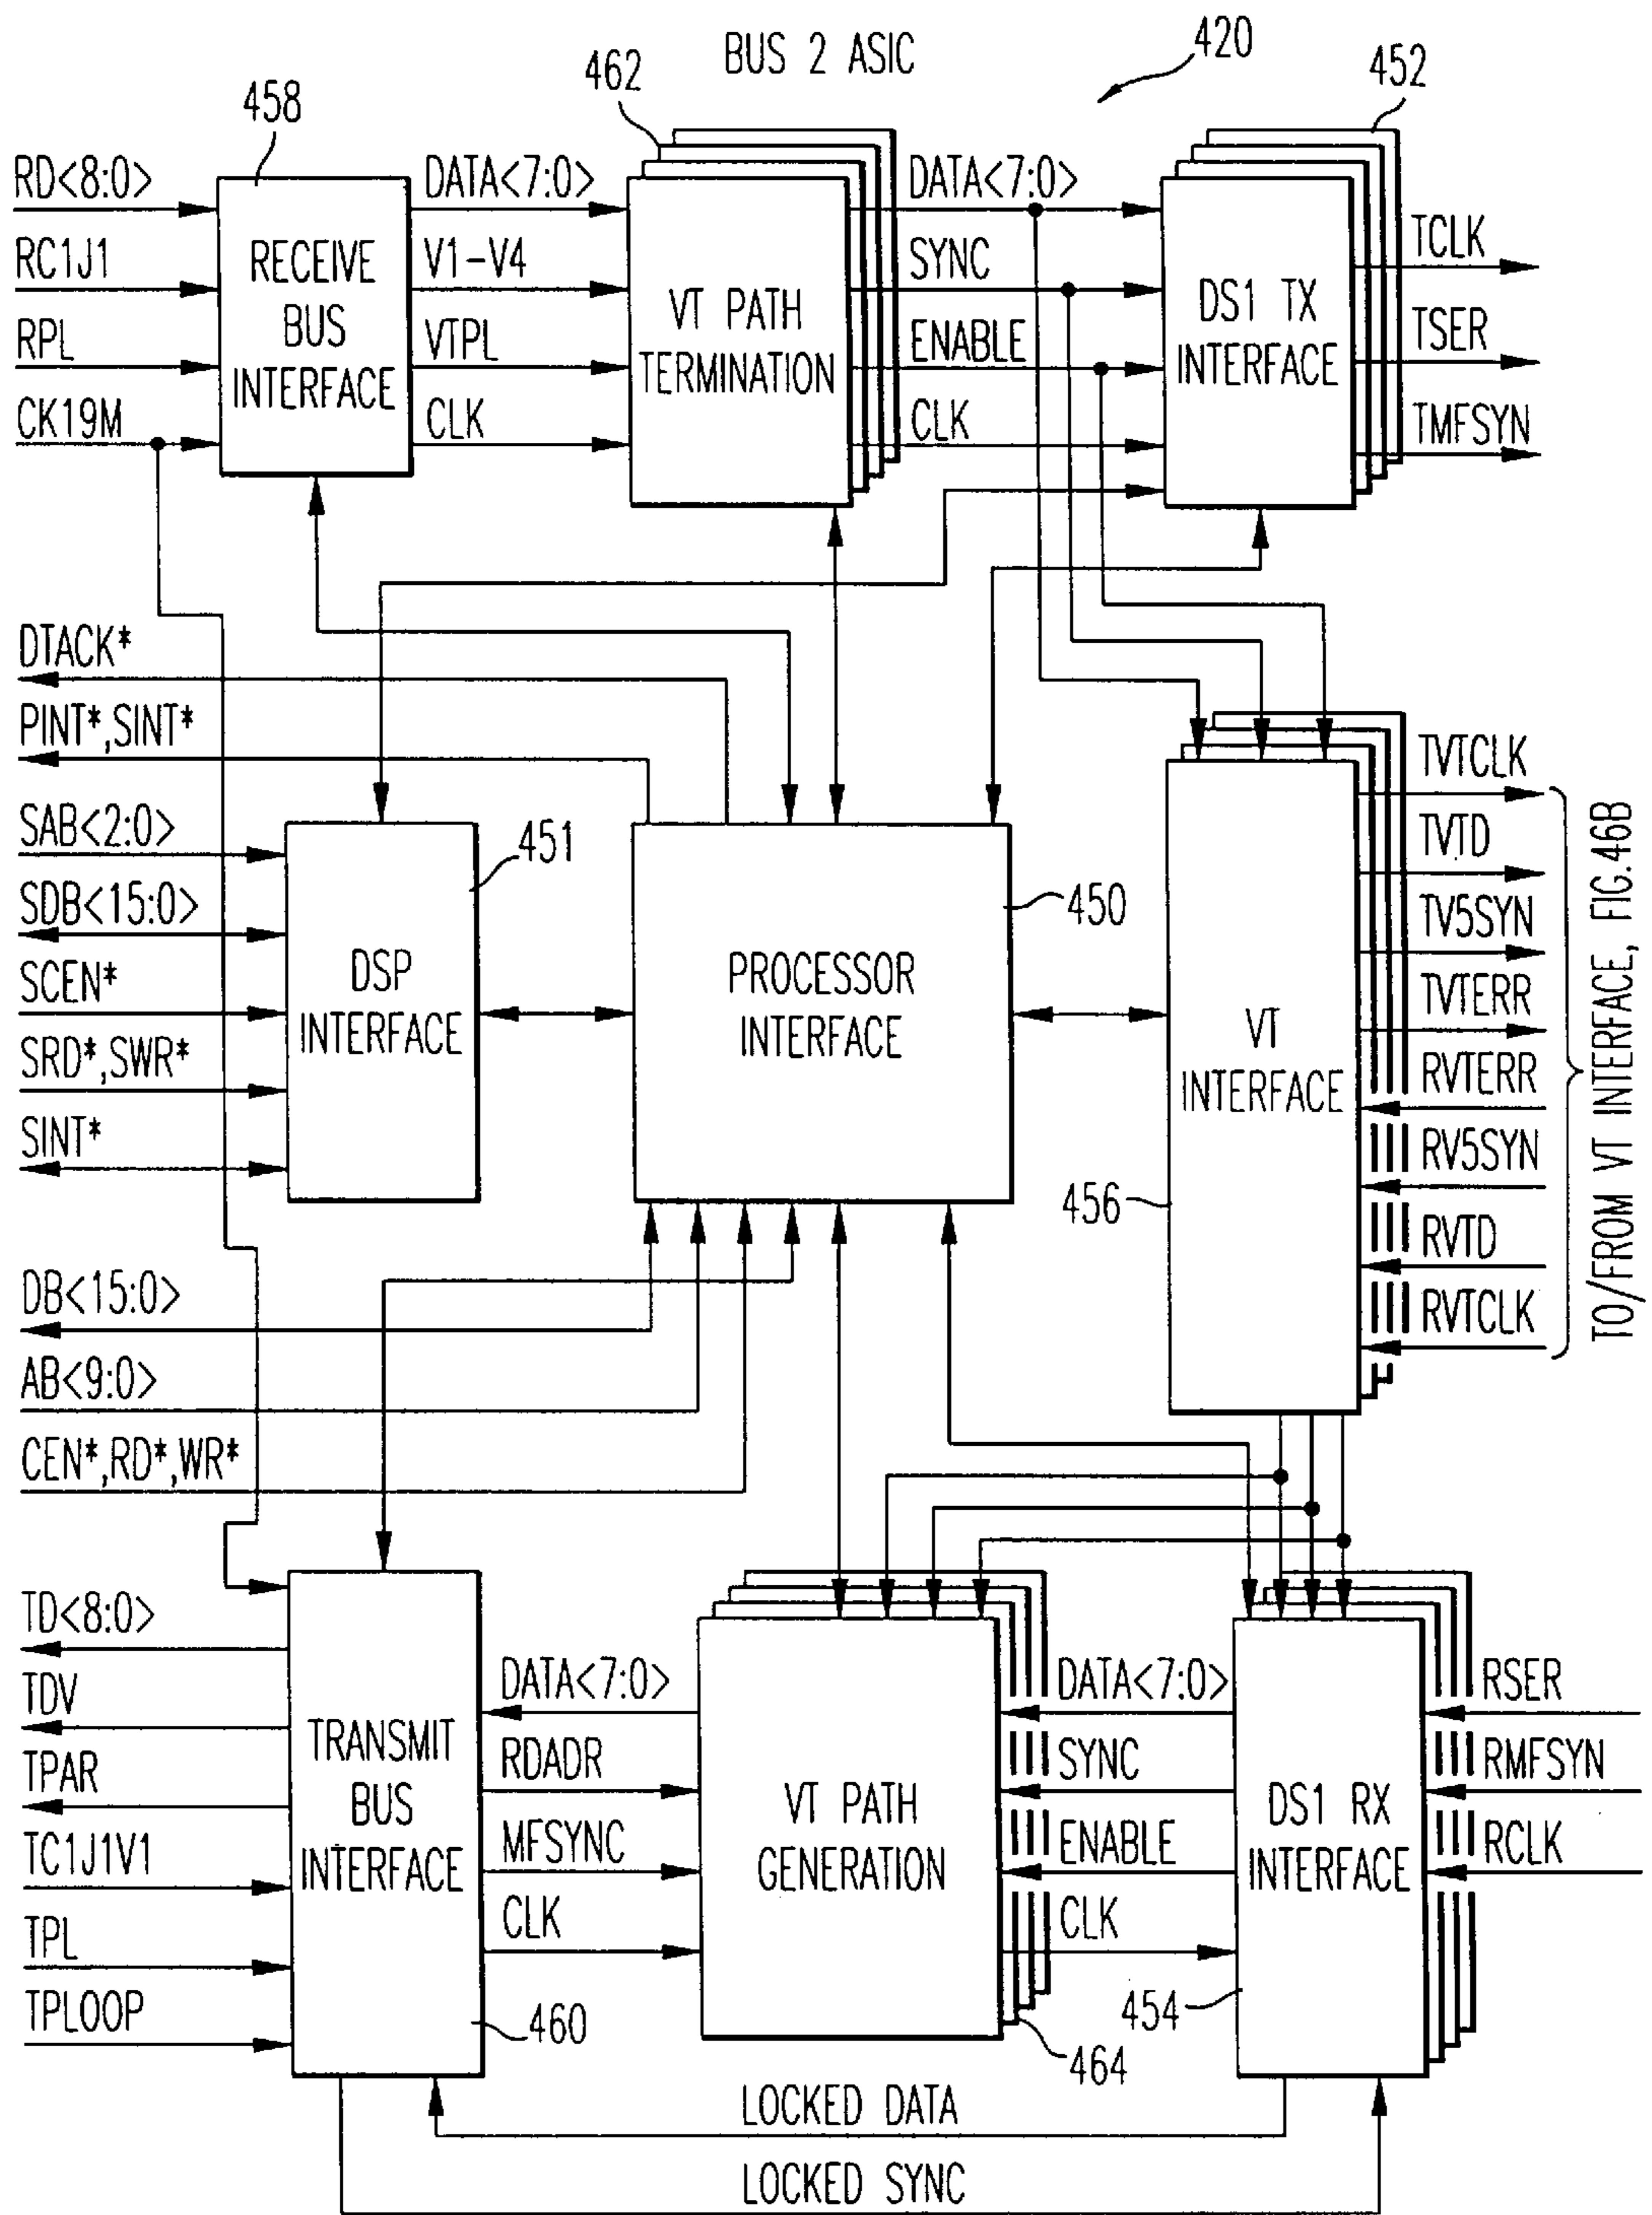 BUS 2 ASIC
420
462
452
458
RD<8:0>
RC1J1
RPL
CK19M
RECEIVE
BUS
INTERFACE
DATA<7:0>
V1-V4
VTPL
CLK
VT PATH
TERMINATION
DATA<7:0>
SYNC
ENABLE
CLK
DS1 TX
INTERFACE
TCLK
TSER
TMFSYN
DTACK*
PINT*,SINT*
SAB<2:0>
SDB<15:0>
SCEN*
SRD*,SWR*
SINT*
451
DSP
INTERFACE
450
PROCESSOR
INTERFACE
VT
INTERFACE
456
TVTCLK
TVTD
TV5SYN
TVTERR
RVTERR
RV5SYN
RVTD
RVTCLK
TO/FROM VT INTERFACE, FIG.46B
DB<15:0>
AB<9:0>
CEN*,RD*,WR*
TD<8:0>
TDV
TPAR
TC1J1V1
TPL
TPLOOP
TRANSMIT
BUS
INTERFACE
460
DATA<7:0>
RDADR
MFSYNC
CLK
VT PATH
GENERATION
464
DATA<7:0>
SYNC
ENABLE
CLK
DS1 RX
INTERFACE
454
RSER
RMFSYN
RCLK
LOCKED DATA
LOCKED SYNC